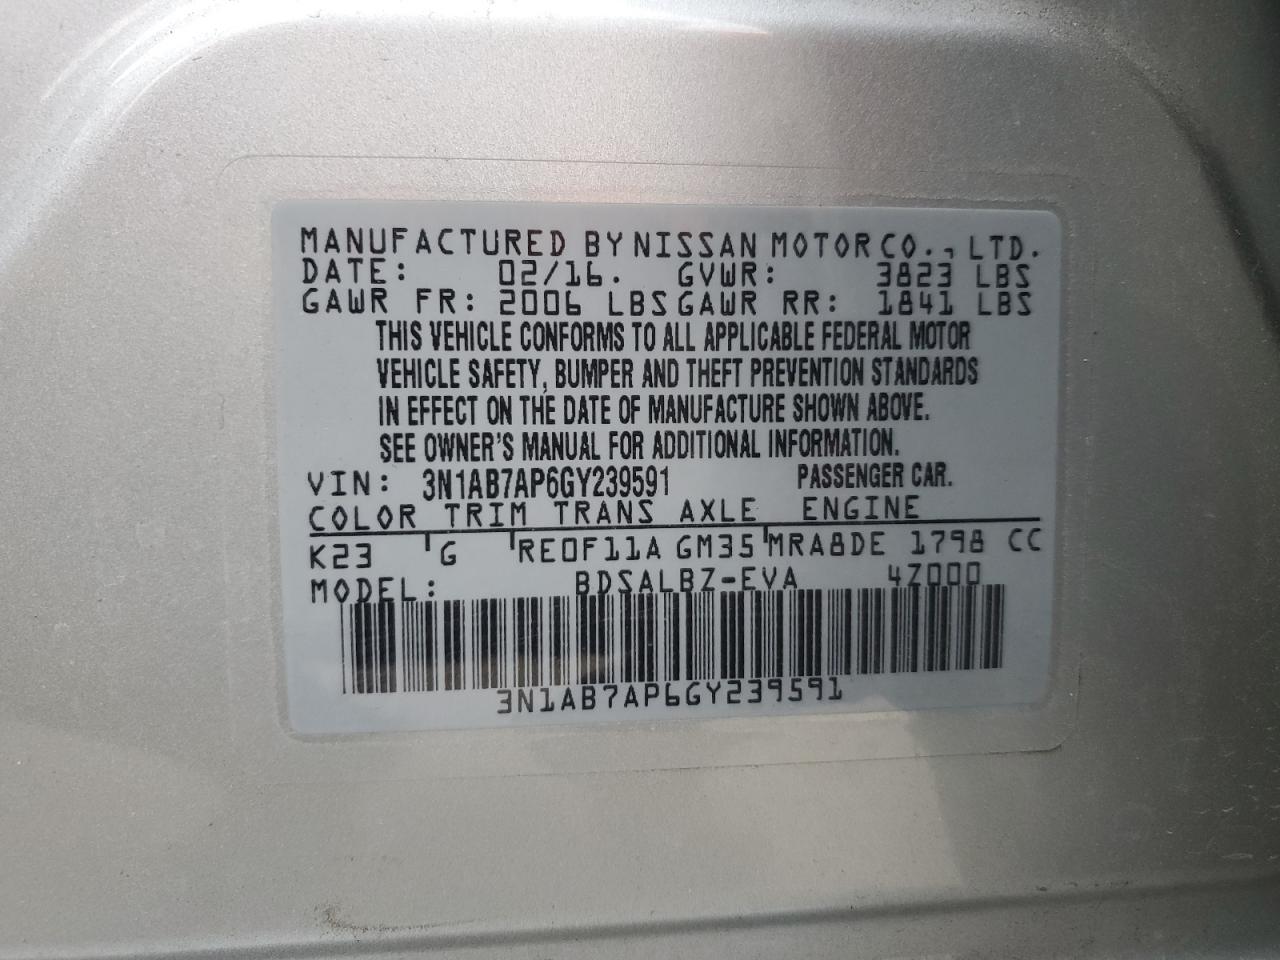 MANUFACTURED BY NISSAN MOTOR CO., LTD.
DATE: 02/16. GVWR: 3823 LBS
GAWR FR: 2006 LBS GAWR RR: 1841 LBS
THIS VEHICLE CONFORMS TO ALL APPLICABLE FEDERAL MOTOR
VEHICLE SAFETY, BUMPER AND THEFT PREVENTION STANDARDS
IN EFFECT ON THE DATE OF MANUFACTURE SHOWN ABOVE.
SEE OWNER'S MANUAL FOR ADDITIONAL INFORMATION.
VIN: 3N1AB7AP6GY239591 PASSENGER CAR.
COLOR TRIM TRANS AXLE ENGINE
K23 G RE0F11A GM35 MRA8DE 1798 CC
MODEL: BDSALBZ-EVA 4Z000
3N1AB7AP6GY239591